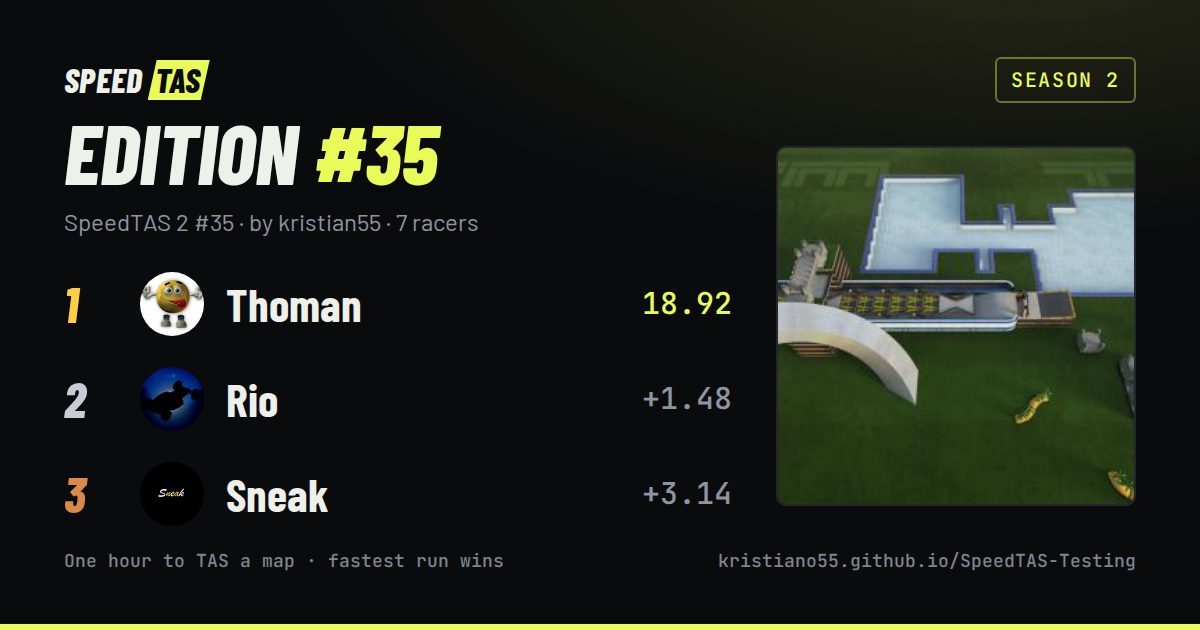 SPEED TAS
SEASON 2
EDITION #35
SpeedTAS 2 #35 · by kristian55 · 7 racers
1 Thoman 18.92
2 Rio +1.48
3 Sneak Sneak +3.14
One hour to TAS a map · fastest run wins
kristiano55.github.io/SpeedTAS-Testing